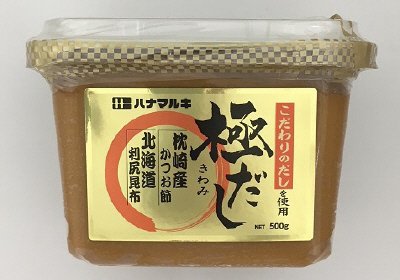 ハナマルキ
こだわりのだしを使用
極だし
きわみ
枕崎産
かつお節
北海道
利尻昆布
NET 500g